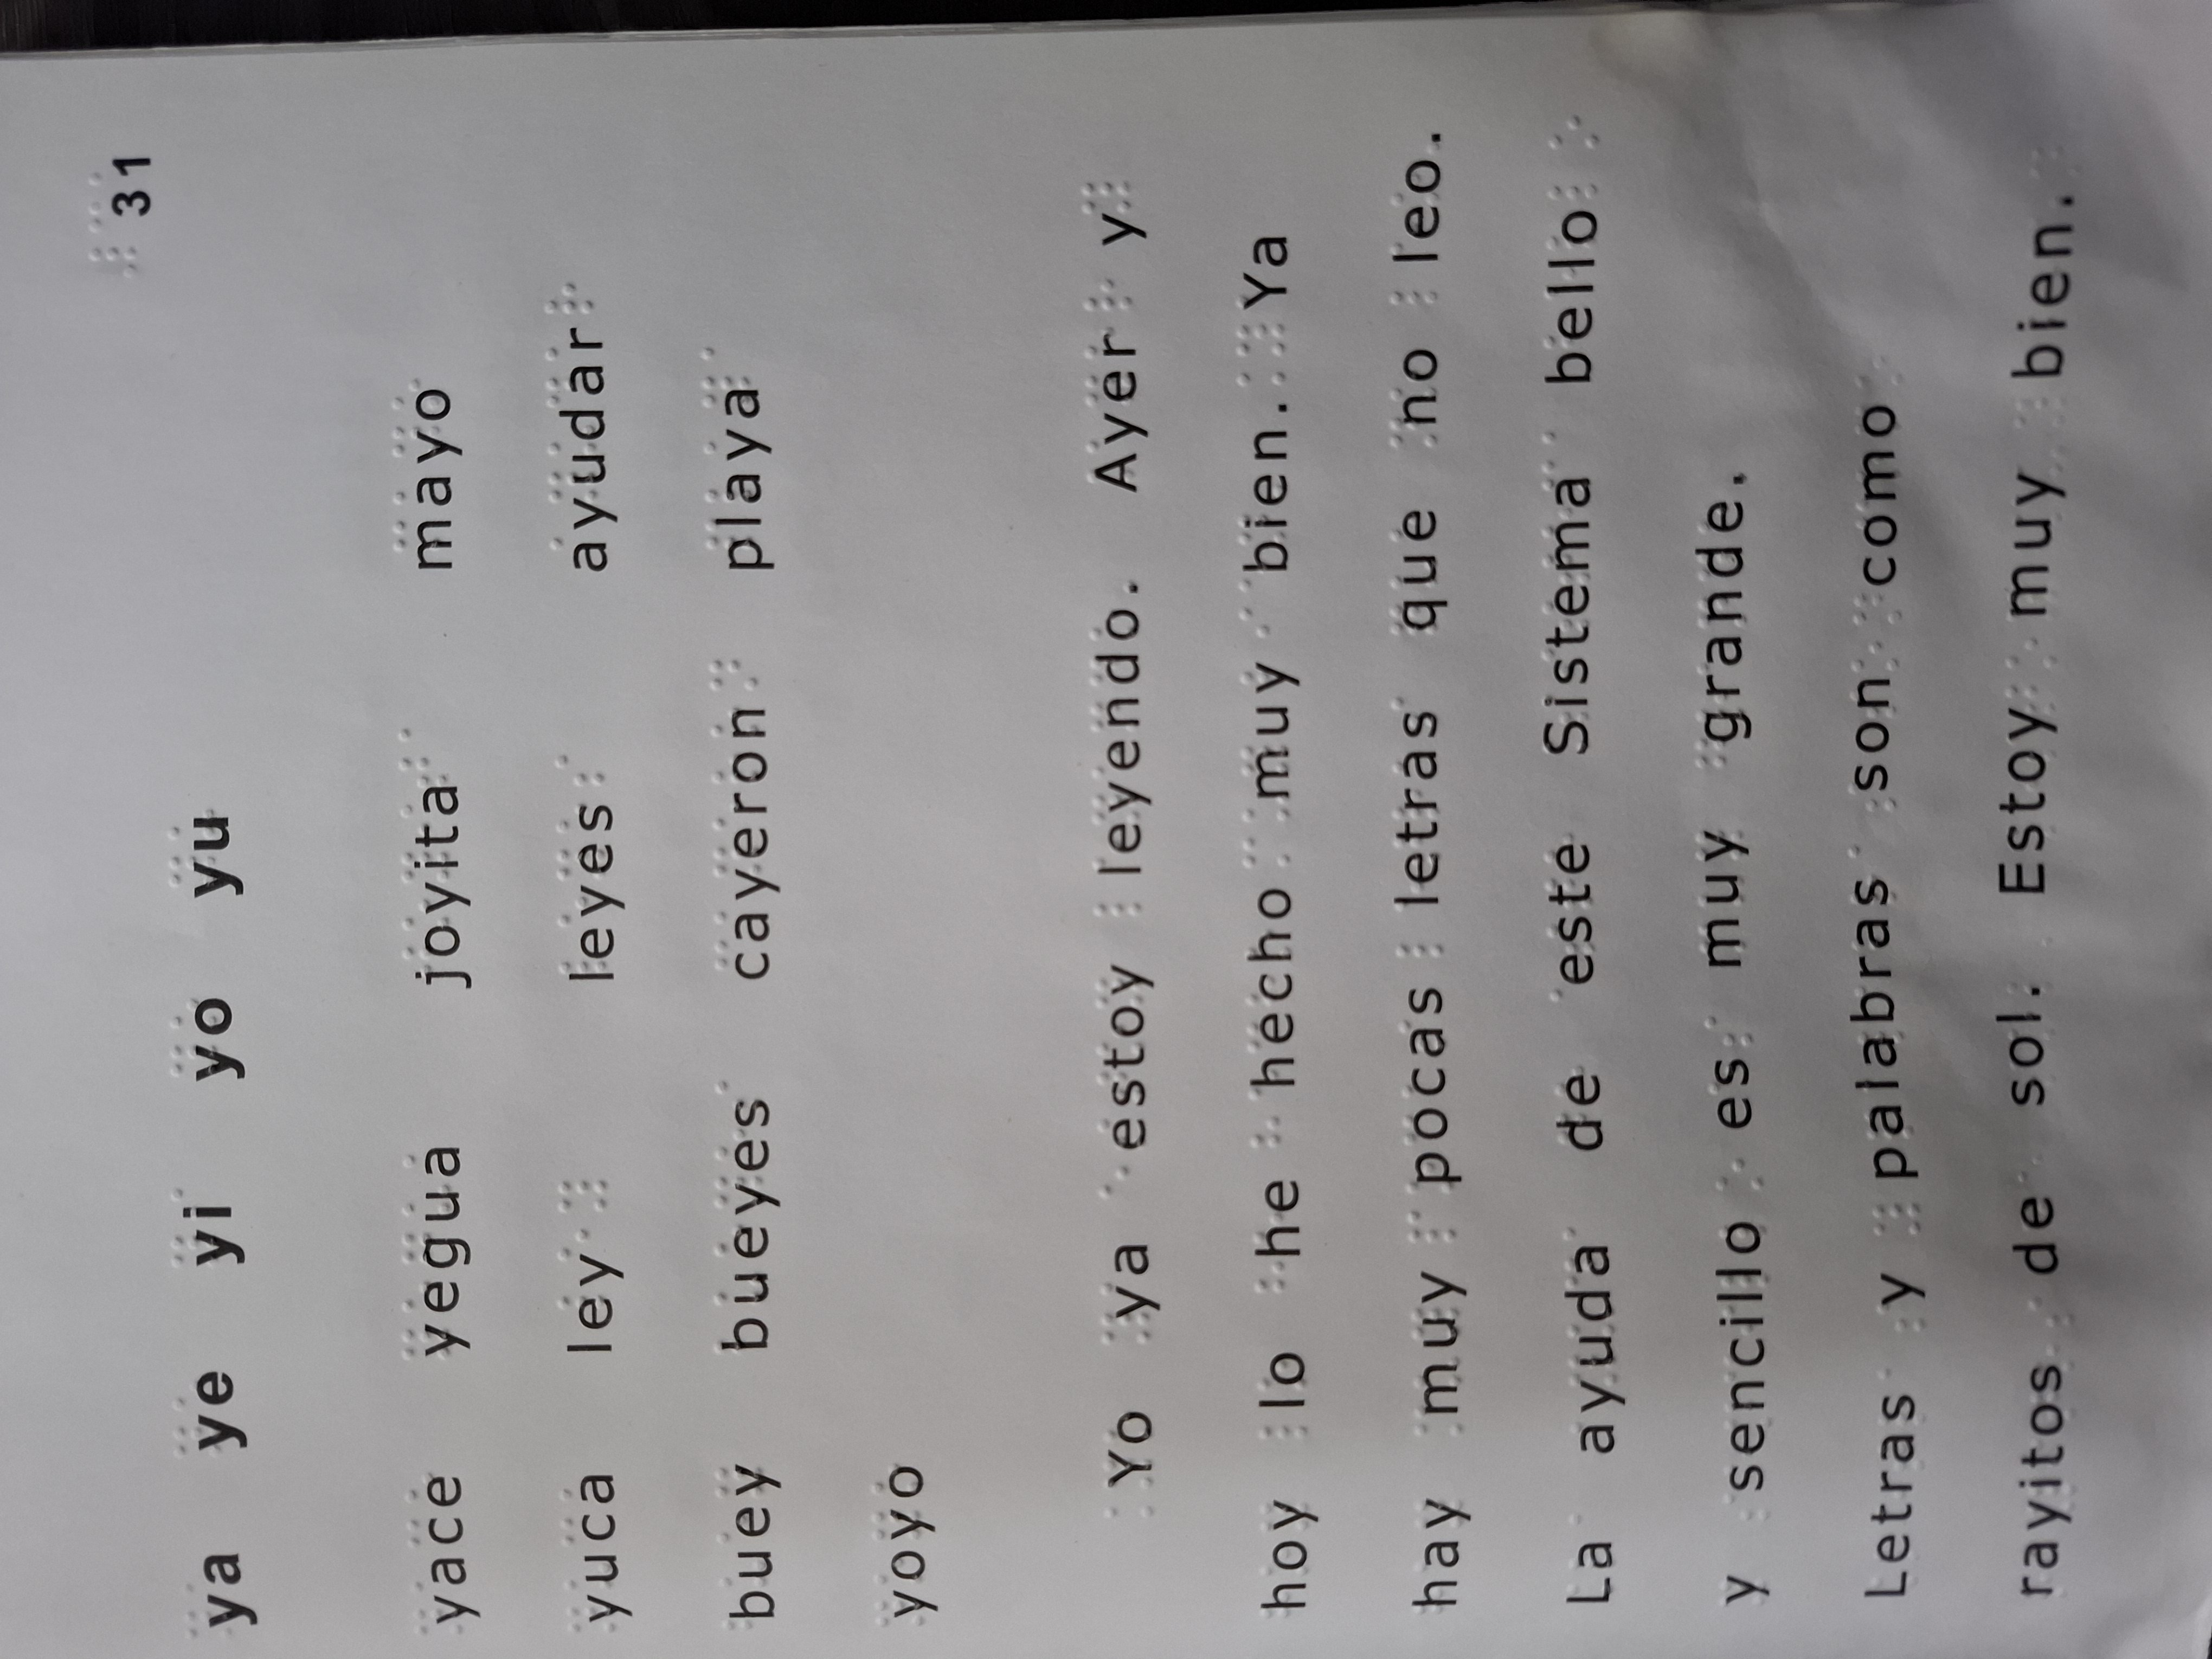 31
ya ye yi yo yu
yace yegua joyita mayo
yuca ley leyes ayudar
buey bueyes cayeron playa
yoyo
Yo ya estoy leyendo. Ayer y
hoy lo he hecho muy bien. Ya
hay muy pocas letras que no leo.
La ayuda de este Sistema bello
y sencillo es muy grande.
Letras y palabras son como
rayitos de sol. Estoy muy bien.